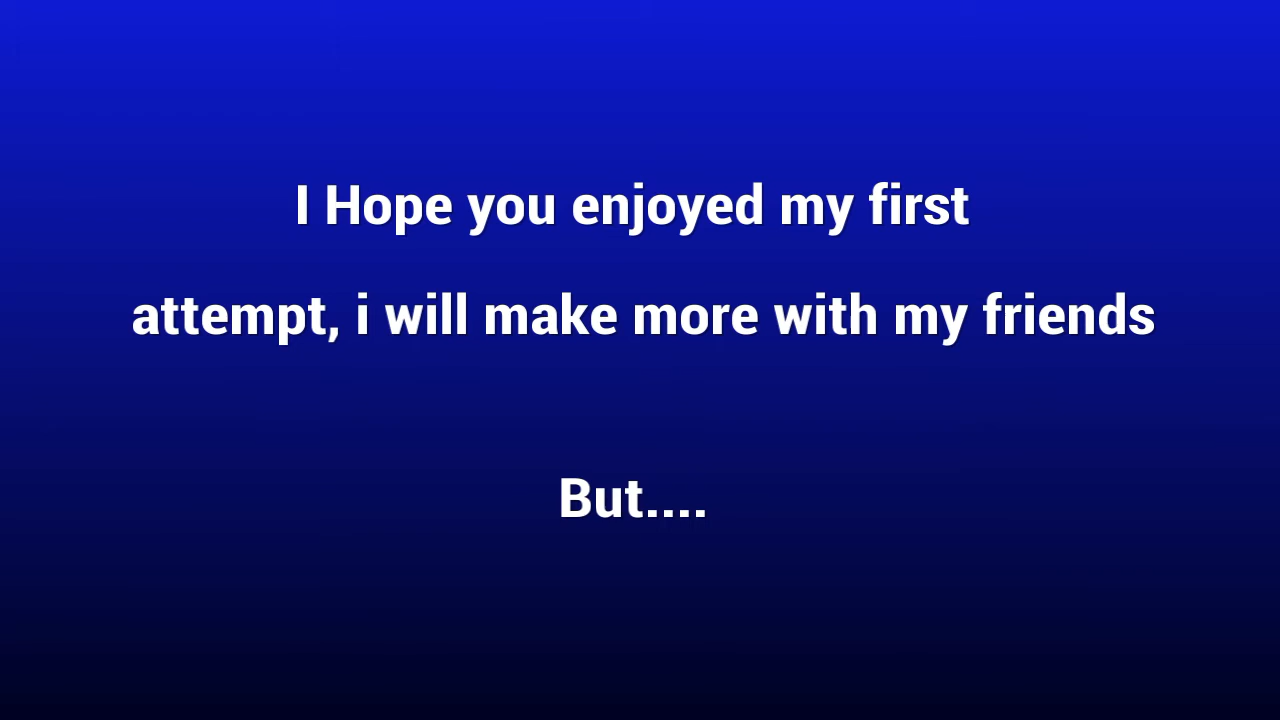 I Hope you enjoyed my first
attempt, i will make more with my friends
But....